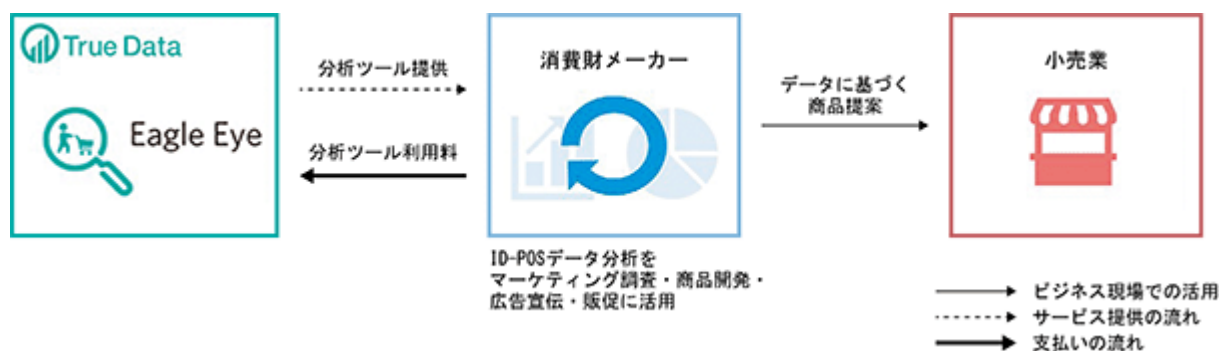 True Data
Eagle Eye
分析ツール提供
分析ツール利用料
消費財メーカー
ID-POSデータ分析を
マーケティング調査・商品開発・
広告宣伝・販促に活用
データに基づく
商品提案
小売業
ビジネス現場での活用
サービス提供の流れ
支払いの流れ